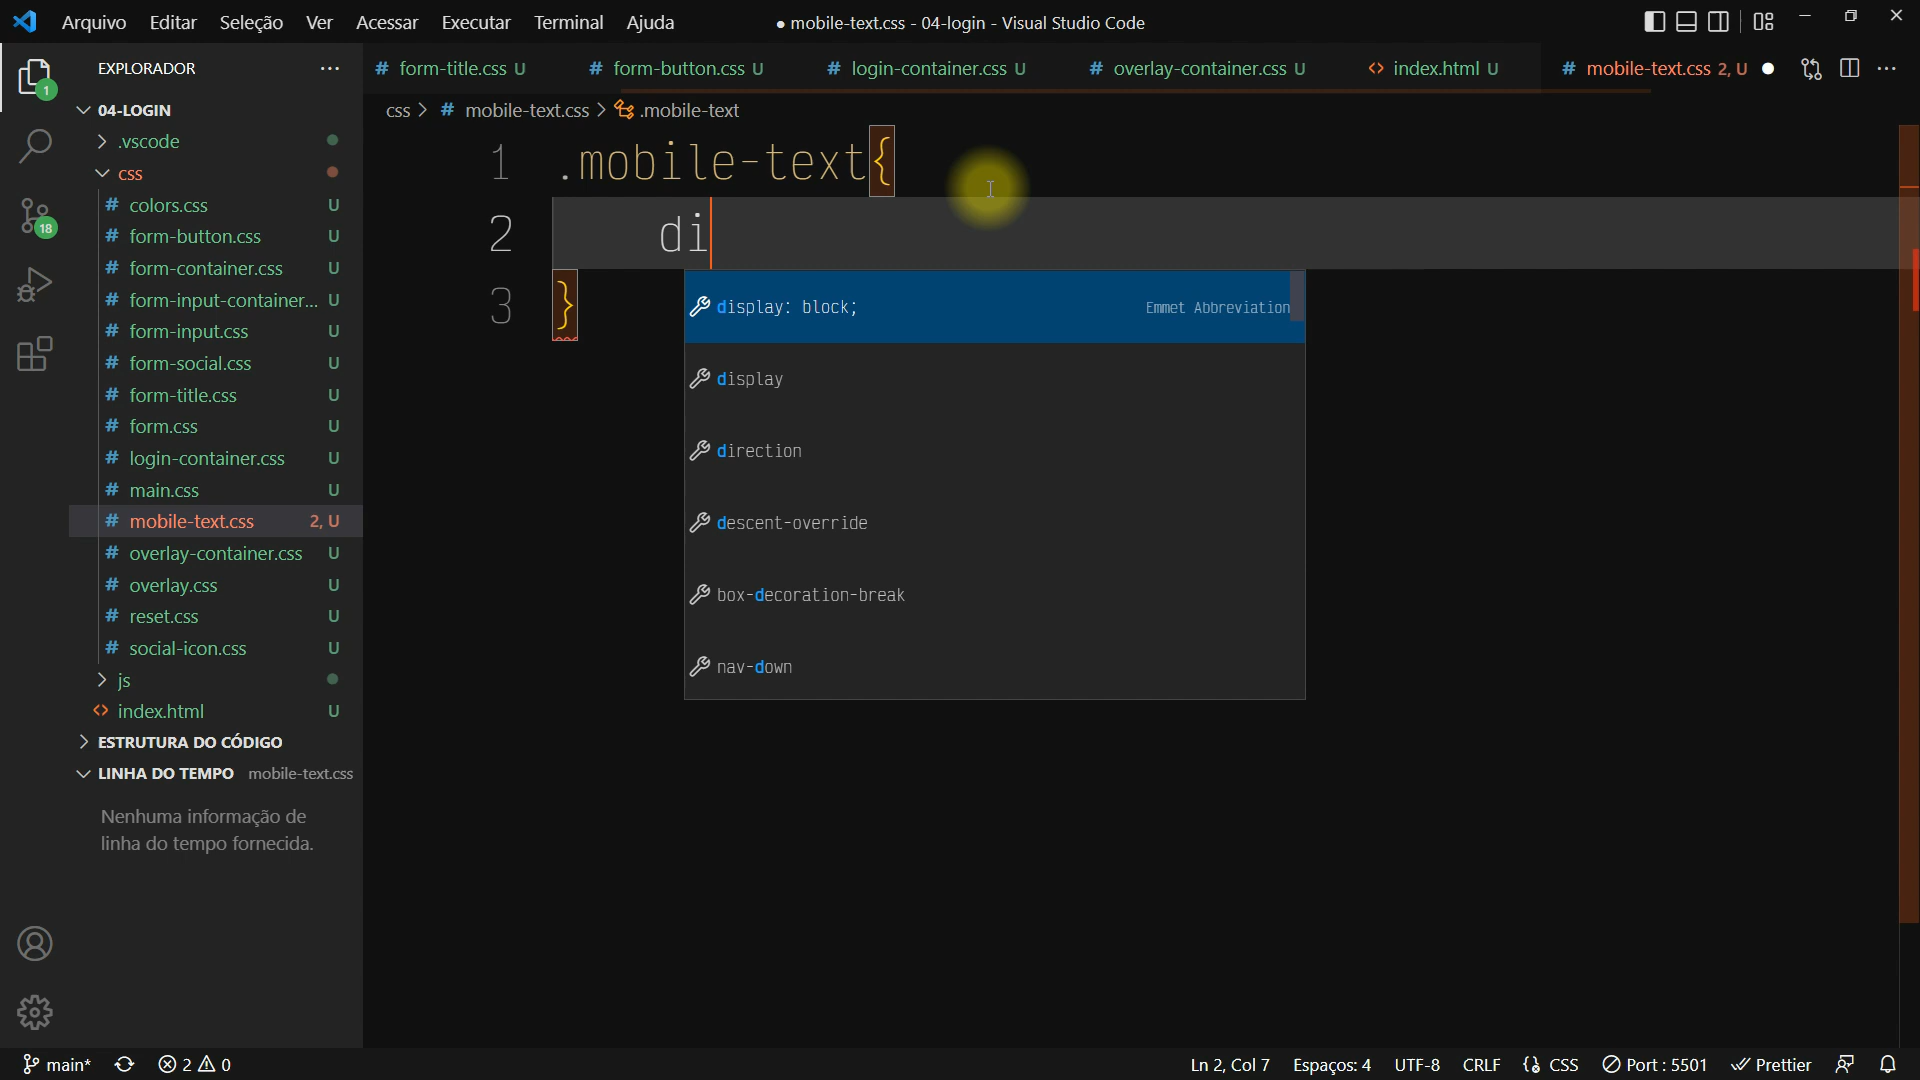 Arquivo Editar Seleção Ver Acessar Executar Terminal Ajuda
● mobile-text.css - 04-login - Visual Studio Code
EXPLORADOR ...
1
18
04-LOGIN
.vscode
css
# colors.css U
# form-button.css U
# form-container.css U
# form-input-container... U
# form-input.css U
# form-social.css U
# form-title.css U
# form.css U
# login-container.css U
# main.css U
# mobile-text.css 2, U
# overlay-container.css U
# overlay.css U
# reset.css U
# social-icon.css U
js
<> index.html U
ESTRUTURA DO CÓDIGO
LINHA DO TEMPO mobile-text.css
Nenhuma informação de
linha do tempo fornecida.
# form-title.css U # form-button.css U # login-container.css U # overlay-container.css U <> index.html U # mobile-text.css 2, U ●
css > # mobile-text.css > .mobile-text
1 .mobile-text{
2 di
3 }
display: block; Emmet Abbreviation
display
direction
descent-override
box-decoration-break
nav-down
main* 2 0
Ln 2, Col 7 Espaços: 4 UTF-8 CRLF {} CSS Port : 5501 Prettier